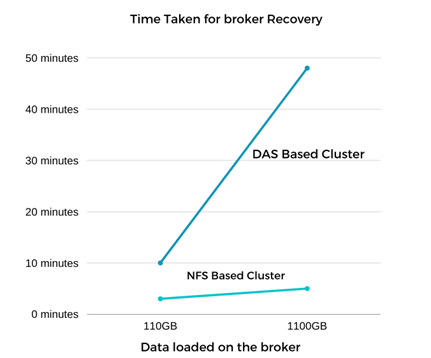 Time Taken for broker Recovery
50 minutes
40 minutes
DAS Based Cluster
30 minutes
20 minutes
10 minutes
NFS Based Cluster
0 minutes
110GB 1100GB
Data loaded on the broker